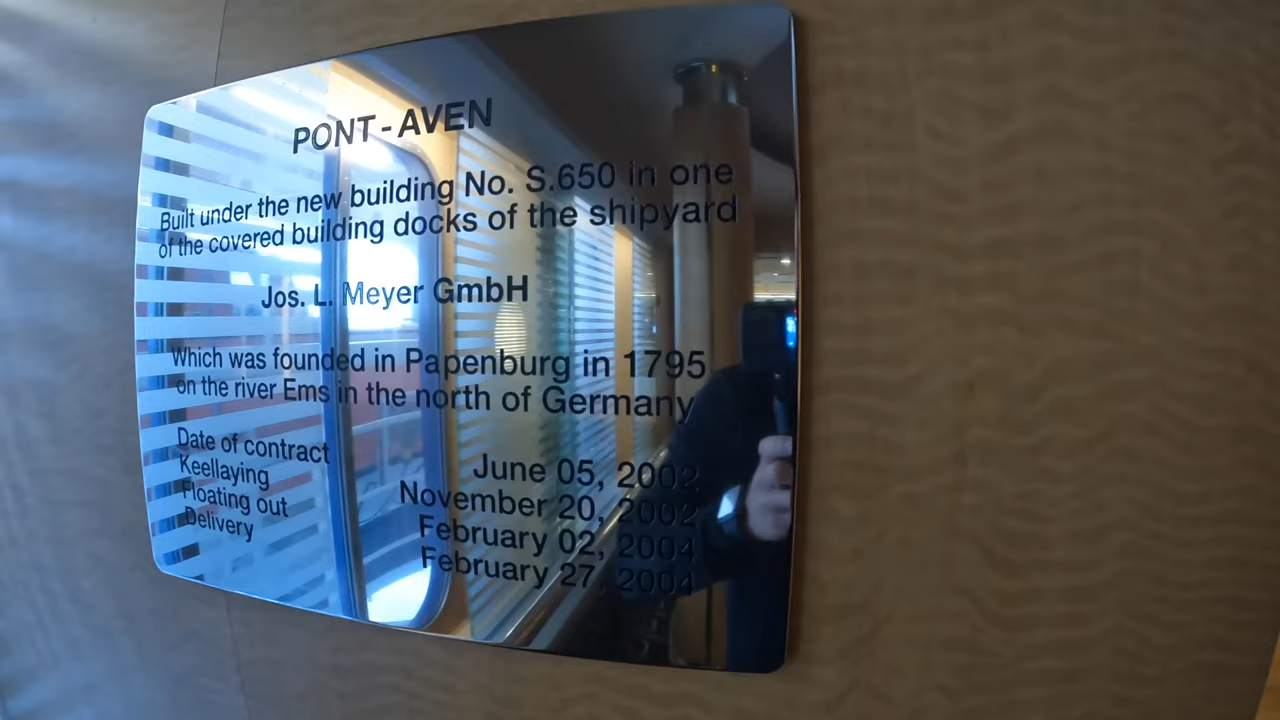 PONT-AVEN
Built under the new building No. S.650 in one
of the covered building docks of the shipyard
Jos. L. Meyer GmbH
Which was founded in Papenburg in 1795
on the river Ems in the north of Germany
Date of contract June 05, 2002
Keellaying November 20, 2002
Floating out February 02, 2004
Delivery February 27, 2004